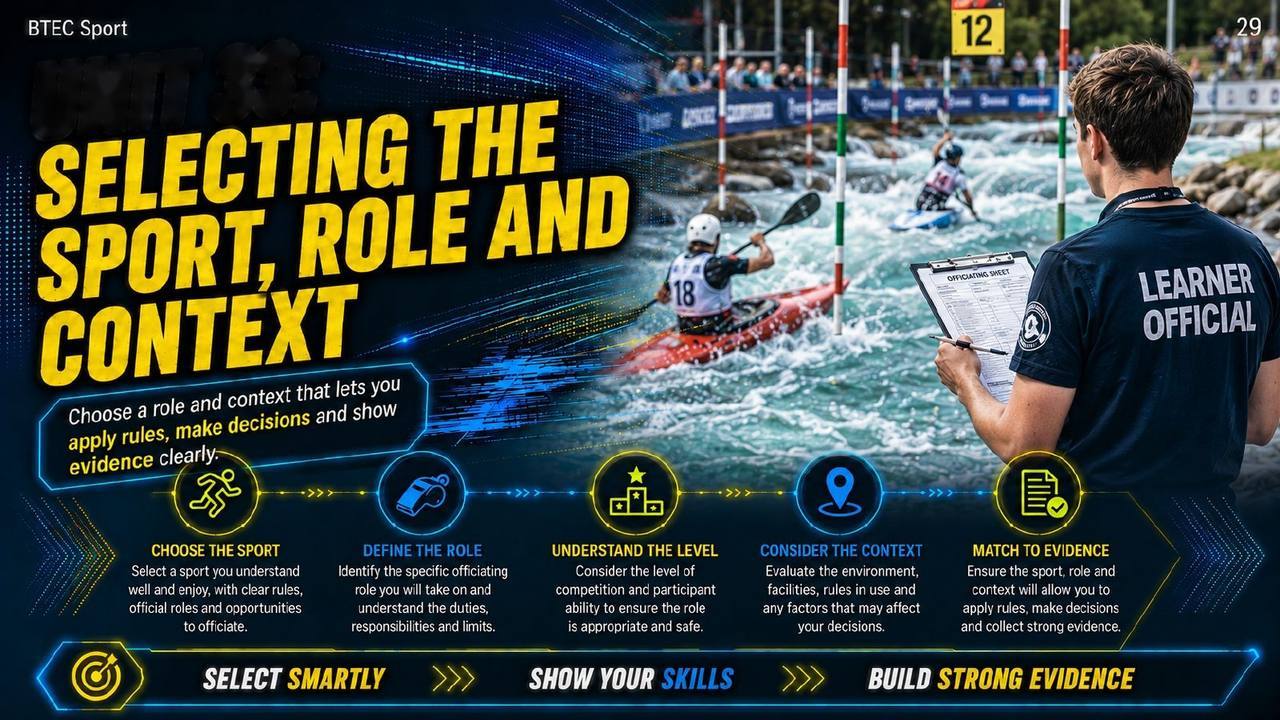 BTEC Sport
29
SELECTING THE
SPORT, ROLE AND
CONTEXT
Choose a role and context that lets you
apply rules, make decisions and show
evidence clearly.
12
18
OFFICIATING SHEET
LEARNER
OFFICIAL
CHOOSE THE SPORT
Select a sport you understand
well and enjoy, with clear rules,
official roles and opportunities
to officiate.
DEFINE THE ROLE
Identify the specific officiating
role you will take on and
understand the duties,
responsibilities and limits.
UNDERSTAND THE LEVEL
Consider the level of
competition and participant
ability to ensure the role
is appropriate and safe.
CONSIDER THE CONTEXT
Evaluate the environment,
facilities, rules in use and
any factors that may affect
your decisions.
MATCH TO EVIDENCE
Ensure the sport, role and
context will allow you to
apply rules, make decisions
and collect strong evidence.
SELECT SMARTLY
SHOW YOUR SKILLS
BUILD STRONG EVIDENCE